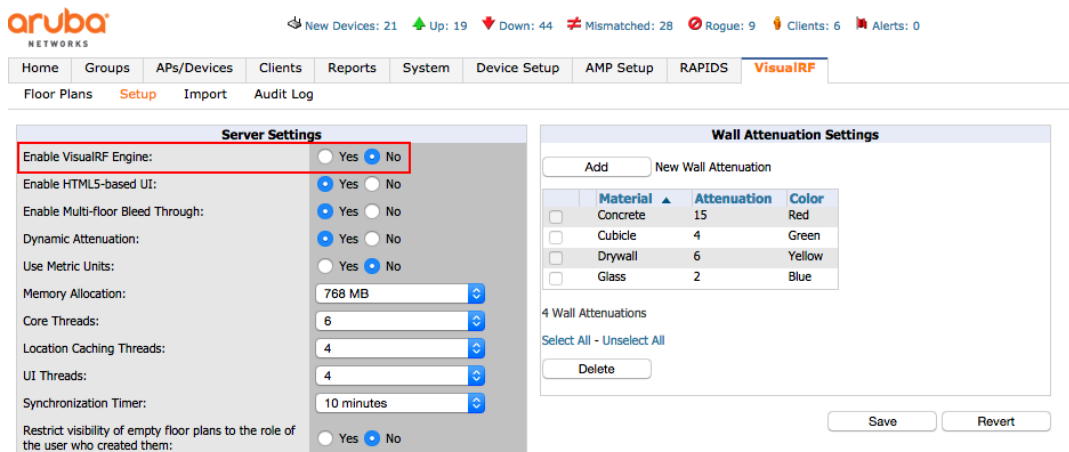 aruba
NETWORKS
New Devices: 21 Up: 19 Down: 44 Mismatched: 28 Rogue: 9 Clients: 6 Alerts: 0
Home Groups APs/Devices Clients Reports System Device Setup AMP Setup RAPIDS VisualRF
Floor Plans Setup Import Audit Log
Server Settings
Enable VisualRF Engine: Yes No
Enable HTML5-based UI: Yes No
Enable Multi-floor Bleed Through: Yes No
Dynamic Attenuation: Yes No
Use Metric Units: Yes No
Memory Allocation: 768 MB
Core Threads: 6
Location Caching Threads: 4
UI Threads: 4
Synchronization Timer: 10 minutes
Restrict visibility of empty floor plans to the role of
the user who created them: Yes No
Wall Attenuation Settings
Add New Wall Attenuation
Material Attenuation Color
Concrete 15 Red
Cubicle 4 Green
Drywall 6 Yellow
Glass 2 Blue
4 Wall Attenuations
Select All - Unselect All
Delete
Save Revert